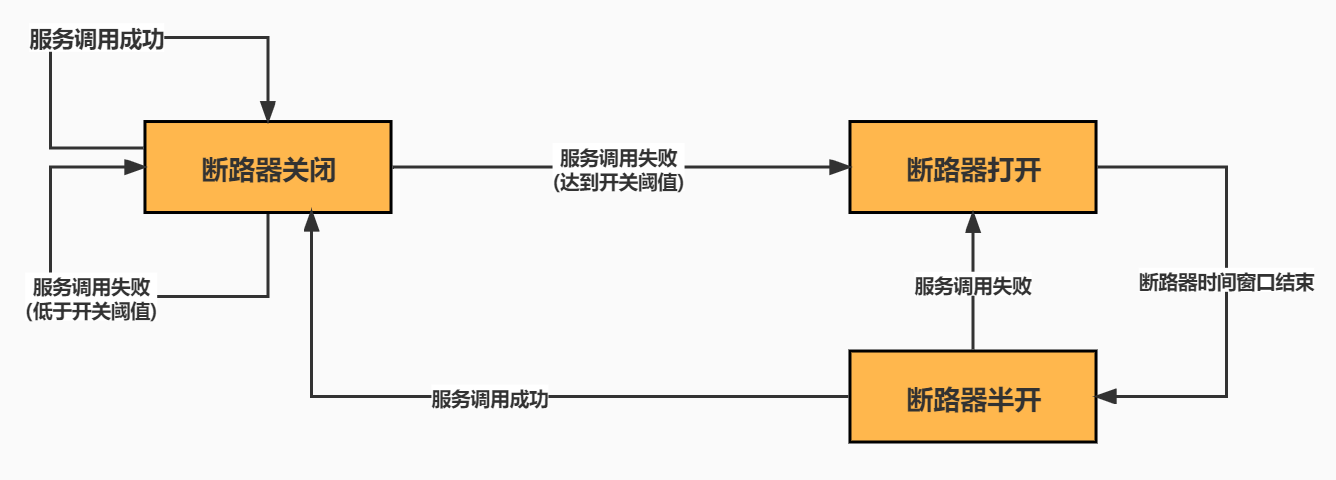 服务调用成功
断路器关闭
服务调用失败
(达到开关阈值)
断路器打开
服务调用失败
(低于开关阈值)
服务调用失败
断路器时间窗口结束
服务调用成功
断路器半开